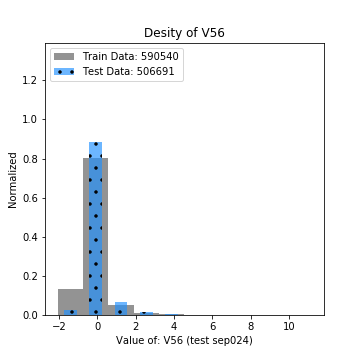 Desity of V56
Train Data: 590540
Test Data: 506691
Normalized
1.2
1.0
0.8
0.6
0.4
0.2
0.0
−2 0 2 4 6 8 10
Value of: V56 (test sep024)